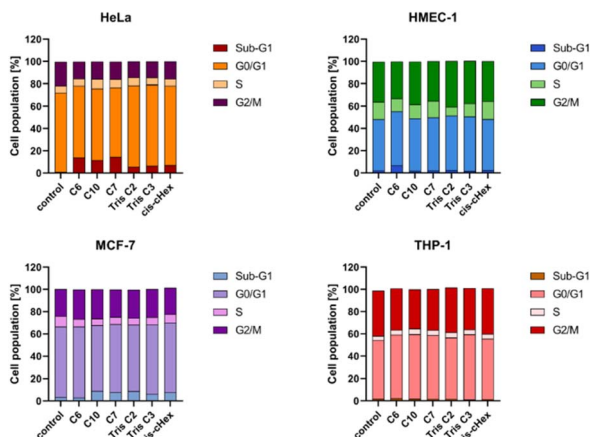 HeLa
Cell population [%]
120
100
80
60
40
20
0
control
C6
C10
C7
Tris C2
Tris C3
cis-cHex
Sub-G1
G0/G1
S
G2/M
HMEC-1
Cell population [%]
120
100
80
60
40
20
0
control
C6
C10
C7
Tris C2
Tris C3
cis-cHex
Sub-G1
G0/G1
S
G2/M
MCF-7
Cell population [%]
120
100
80
60
40
20
0
control
C6
C10
C7
Tris C2
Tris C3
cis-cHex
Sub-G1
G0/G1
S
G2/M
THP-1
Cell population [%]
120
100
80
60
40
20
0
control
C6
C10
C7
Tris C2
Tris C3
cis-cHex
Sub-G1
G0/G1
S
G2/M